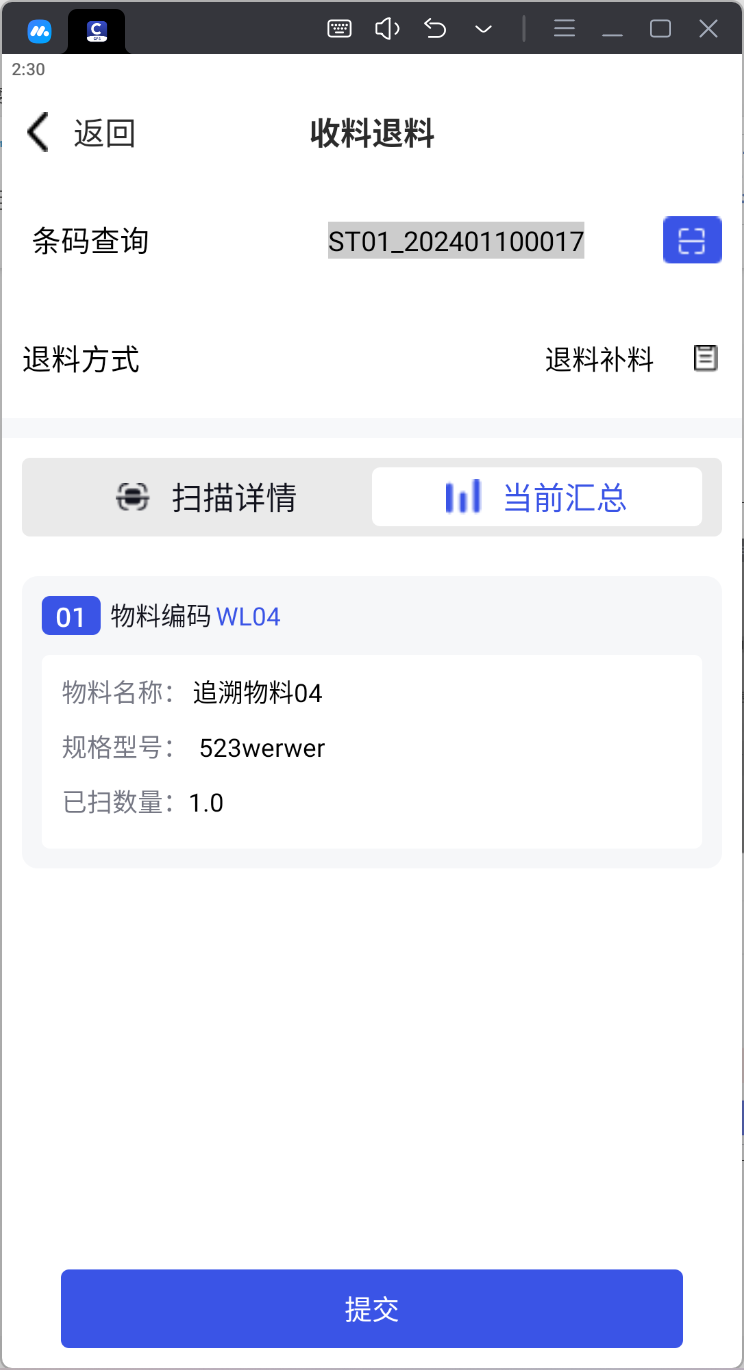 2:30
返回
收料退料
条码查询 ST01_202401100017
退料方式 退料补料
扫描详情 当前汇总
01 物料编码 WL04
物料名称： 追溯物料04
规格型号： 523werwer
已扫数量： 1.0
提交